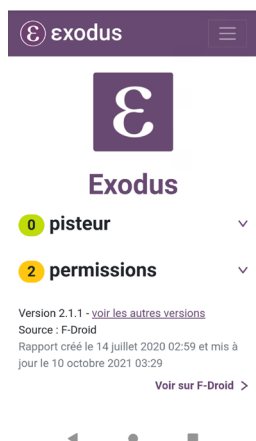 εxodus
Exodus
0 pisteur
2 permissions
Version 2.1.1 - voir les autres versions
Source : F-Droid
Rapport créé le 14 juillet 2020 02:59 et mis à
jour le 10 octobre 2021 03:29
Voir sur F-Droid